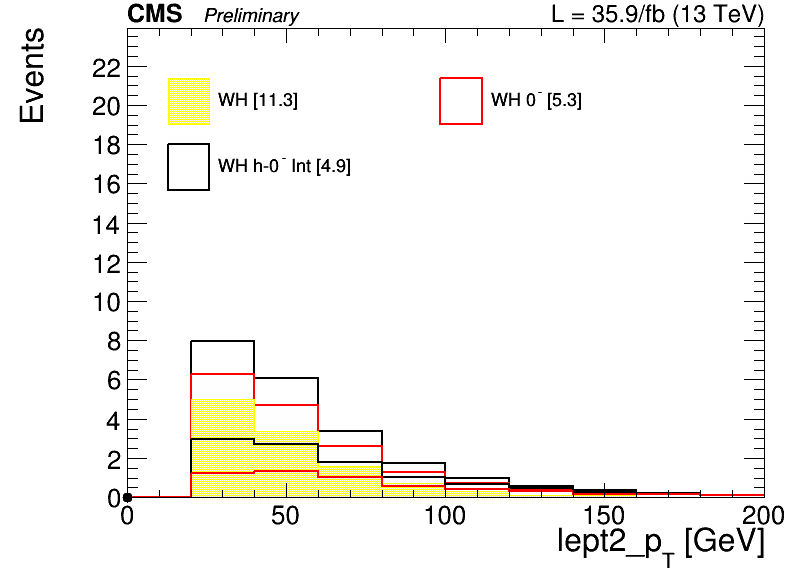 CMS Preliminary L = 35.9/fb (13 TeV)
Events
22
20
18
16
14
12
10
8
6
4
2
0
WH [11.3]
WH 0⁻ [5.3]
WH h-0⁻ Int [4.9]
0 50 100 150 200
lept2_p_T [GeV]